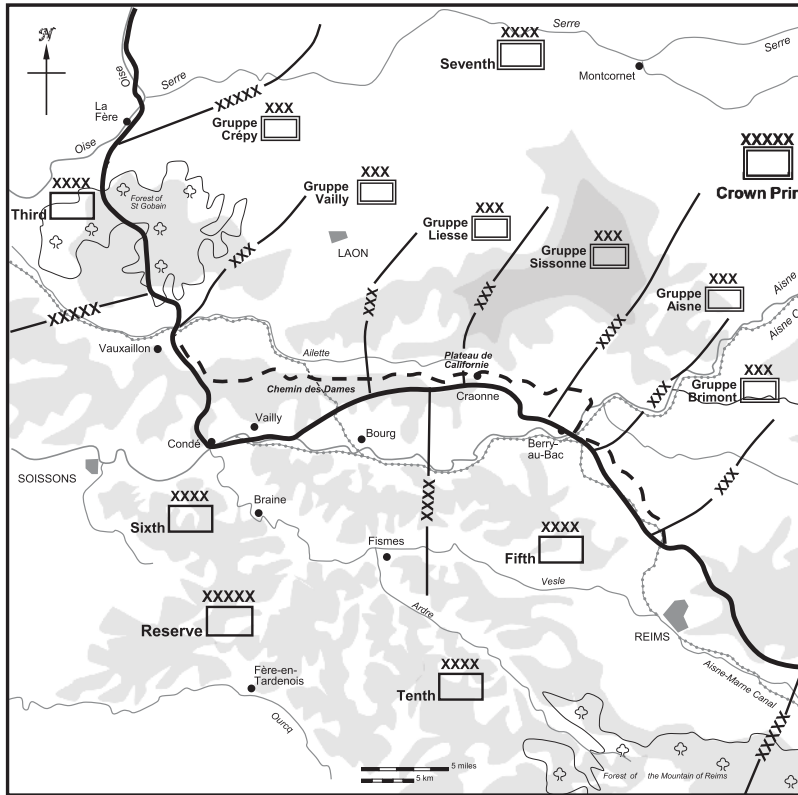 N
Oise
Serre
XXXX
Seventh
Serre
Serre
Montcornet
La
Fère
XXXXX
XXX
Gruppe
Crépy
Oise
XXXXX
Crown Prin
XXXX
Third
Forest of
St Gobain
XXX
Gruppe
Vailly
XXX
Gruppe
Liesse
XXX
Gruppe
Sissonne
LAON
XXX
XXX
XXX
XXXX
XXX
Gruppe
Aisne
Aisne
Aisne C
XXXXX
Vauxaillon
Ailette
Plateau de
Californie
Chemin des Dames
Craonne
XXX
XXX
Gruppe
Brimont
Vailly
Condé
Bourg
Berry-
au-Bac
SOISSONS
XXXX
XXX
XXXX
Sixth
Braine
Fismes
XXXX
Fifth
Vesle
XXXXX
Reserve
Ardre
REIMS
Aisne-Marne Canal
Fère-en-
Tardenois
XXXX
Tenth
Ourcq
XXXXX
5 miles
5 km
Forest of the Mountain of Reims